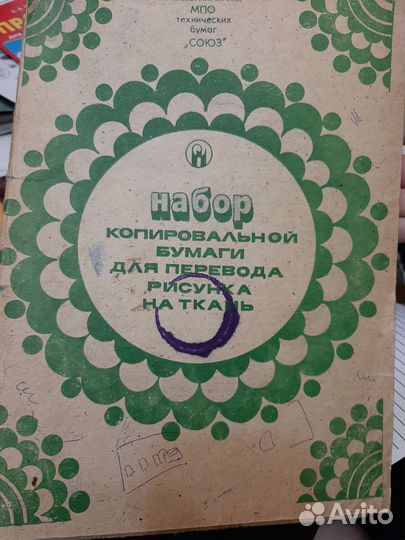 МПО
технических
бумаг
„СОЮЗ"
Набор
КОПИРОВАЛЬНОЙ
БУМАГИ
ДЛЯ ПЕРЕВОДА
РИСУНКА
НА ТКАНЬ
Avito